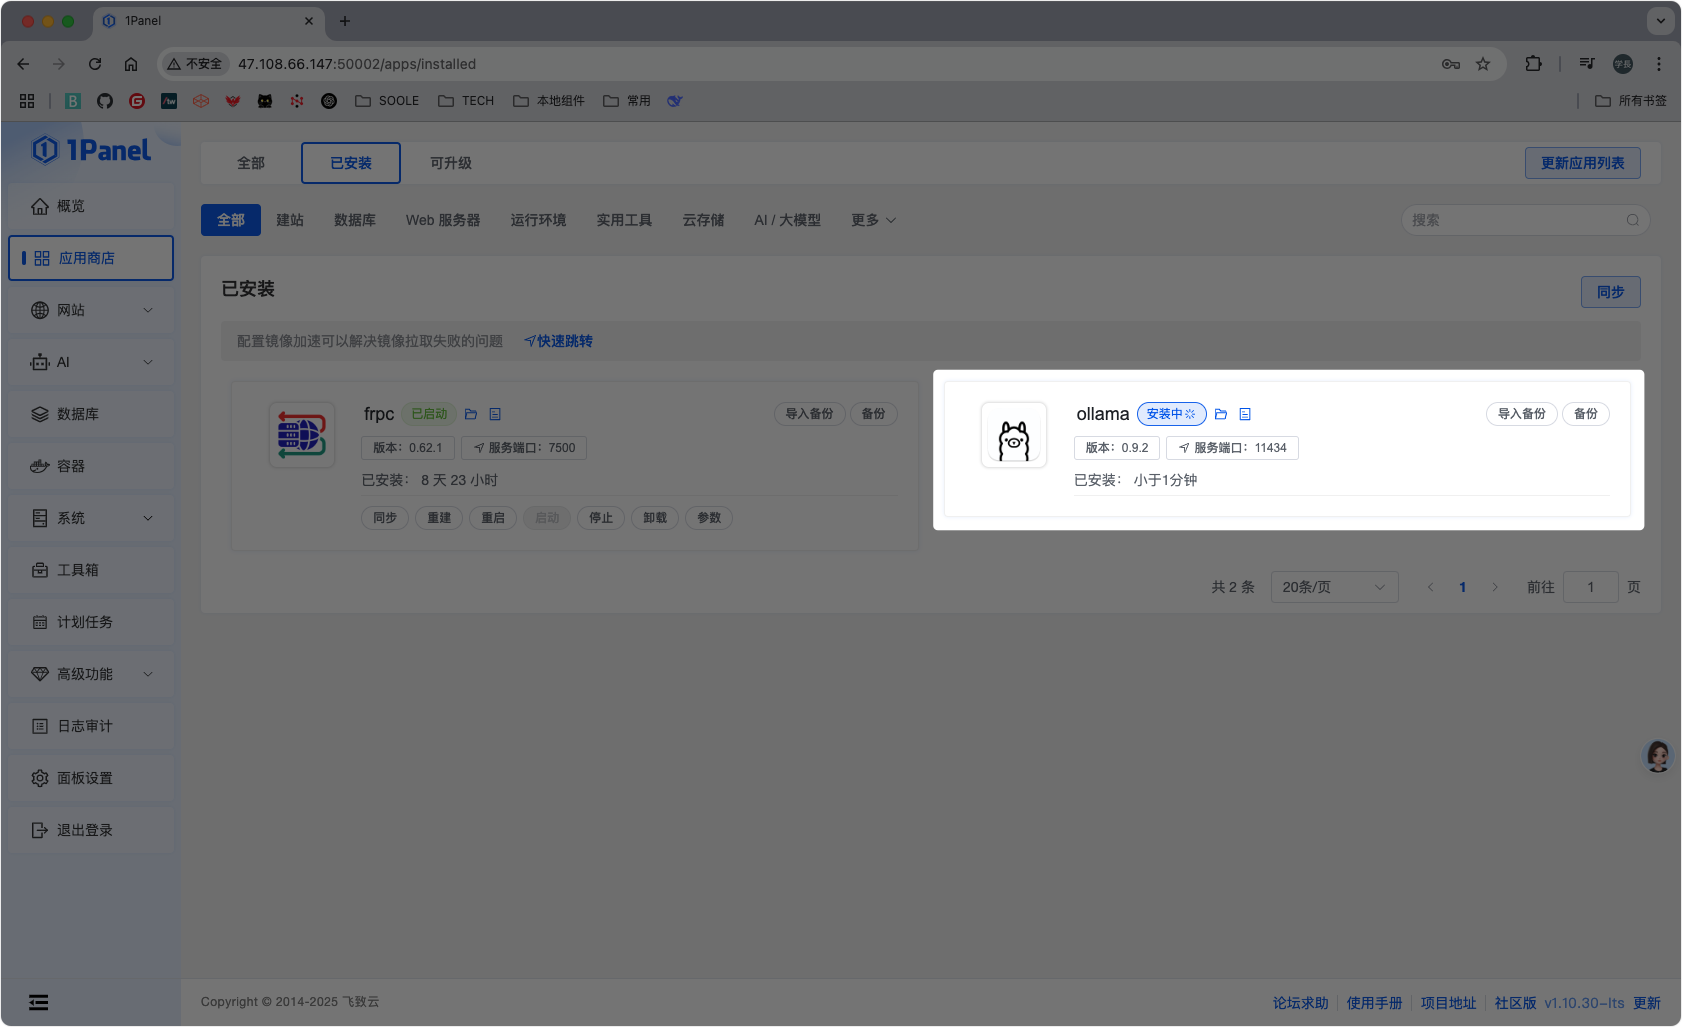 1Panel
不安全 47.108.66.147:50002/apps/installed
学長
B /tw SOOLE TECH 本地组件 常用 所有书签
1Panel
概览
应用商店
网站
AI
数据库
容器
系统
工具箱
计划任务
高级功能
日志审计
面板设置
退出登录
全部 已安装 可升级 更新应用列表
全部 建站 数据库 Web 服务器 运行环境 实用工具 云存储 AI / 大模型 更多 搜索
已安装 同步
配置镜像加速可以解决镜像拉取失败的问题 快速跳转
frpc 已启动 导入备份 备份
版本：0.62.1 服务端口：7500
已安装： 8 天 23 小时
同步 重建 重启 启动 停止 卸载 参数
ollama 安装中 导入备份 备份
版本：0.9.2 服务端口：11434
已安装： 小于1分钟
共 2 条 20条/页 1 前往 1 页
Copyright © 2014-2025 飞致云 论坛求助 使用手册 项目地址 社区版 v1.10.30-lts 更新